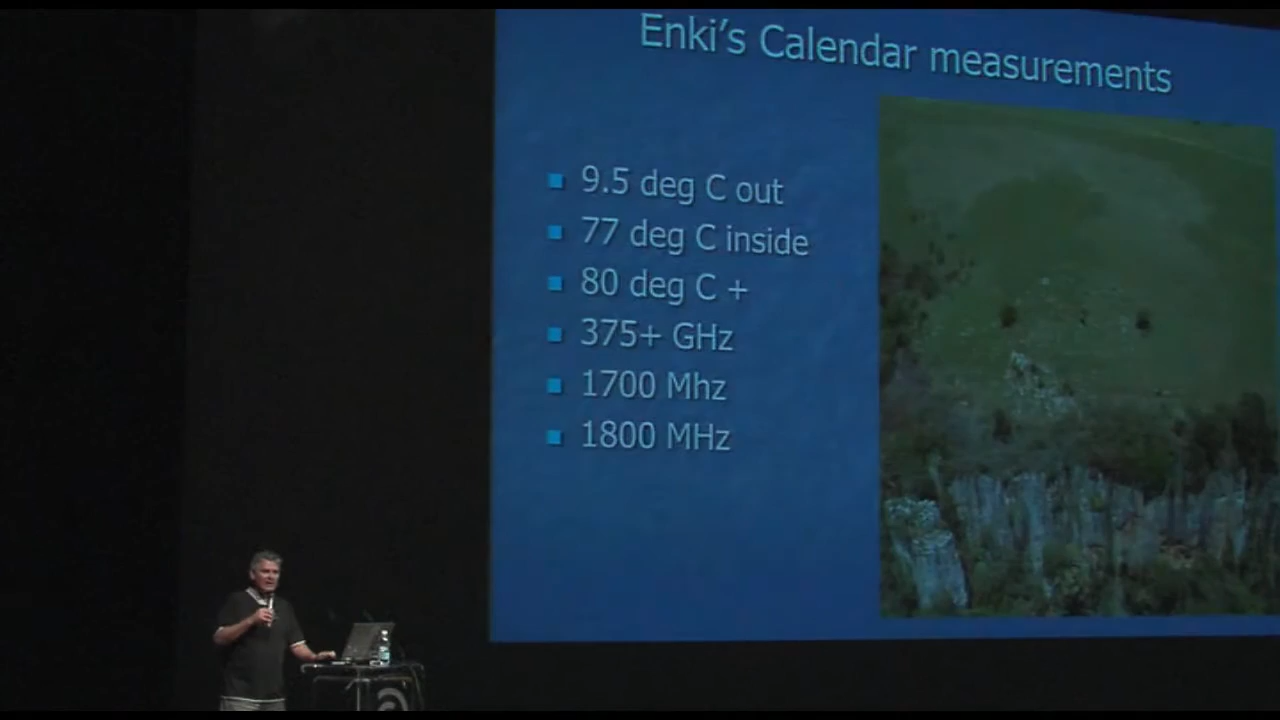 Enki's Calendar measurements
9.5 deg C out
77 deg C inside
80 deg C +
375+ GHz
1700 Mhz
1800 MHz